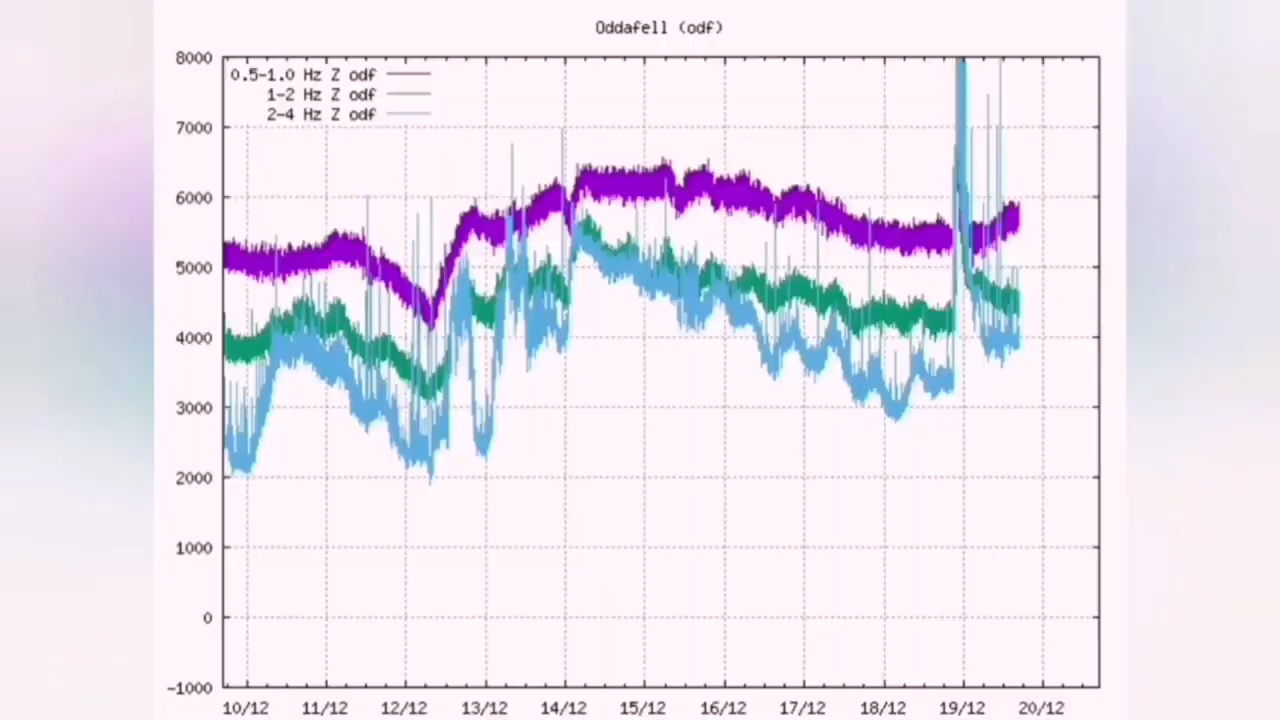 Oddafell (odf)
8000
0.5-1.0 Hz Z odf
1-2 Hz Z odf
2-4 Hz Z odf
7000
6000
5000
4000
3000
2000
1000
0
-1000
10/12 11/12 12/12 13/12 14/12 15/12 16/12 17/12 18/12 19/12 20/12